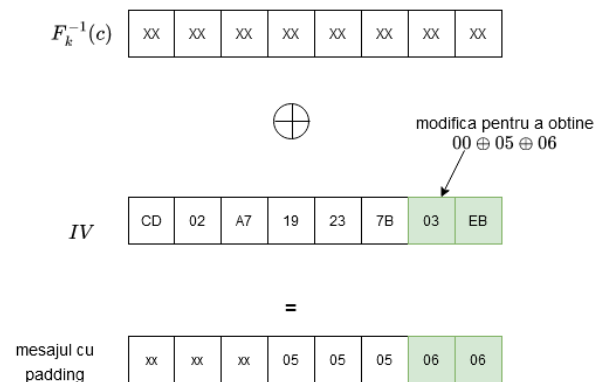 F_k^{-1}(c) XX XX XX XX XX XX XX XX
⊕
modifica pentru a obtine
00 ⊕ 05 ⊕ 06
IV CD 02 A7 19 23 7B 03 EB
=
mesajul cu
padding
xx xx xx 05 05 05 06 06